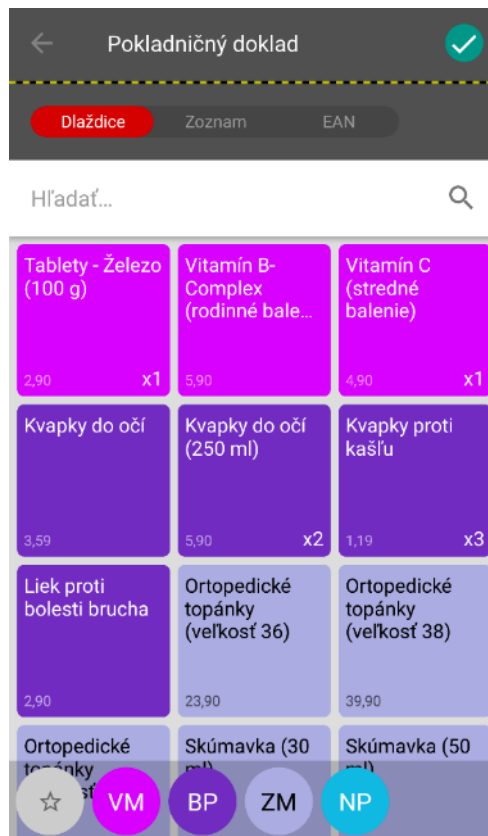 Pokladničný doklad
Dlaždice Zoznam EAN
Hľadať...
Tablety - Železo
(100 g)
2,90 x1
Vitamín B-
Complex
(rodinné bale...
5,90
Vitamín C
(stredné
balenie)
4,90 x1
Kvapky do očí
3,59
Kvapky do očí
(250 ml)
5,90 x2
Kvapky proti
kašľu
1,19 x3
Liek proti
bolesti brucha
2,90
Ortopedické
topánky
(veľkosť 36)
23,90
Ortopedické
topánky
(veľkosť 38)
39,90
Ortopedické
topánky
Skúmavka (30
ml)
Skúmavka (50
ml)
VM BP ZM NP